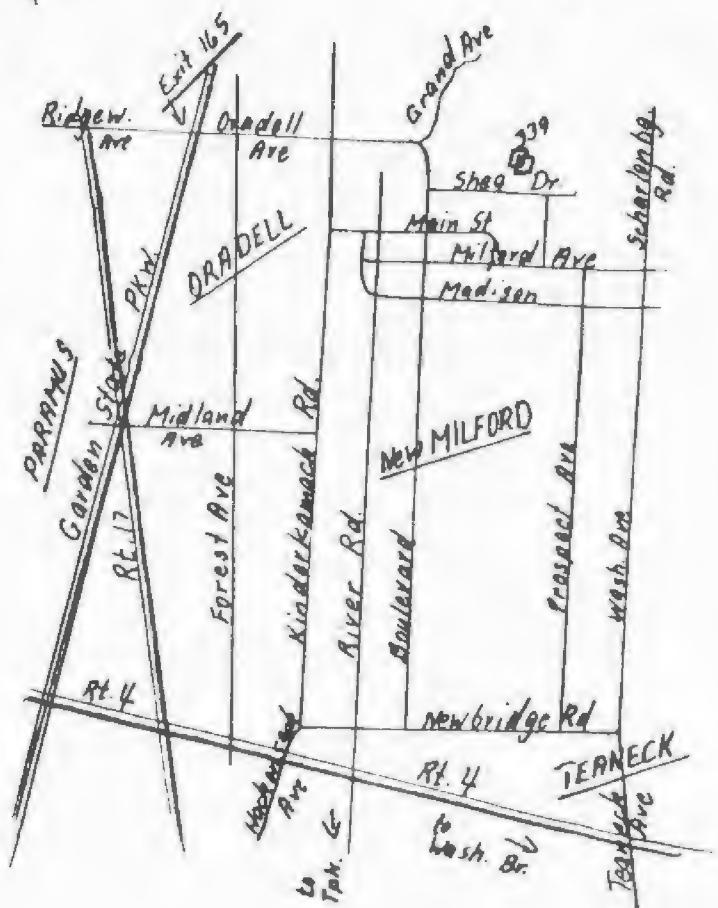 Exit 165
Grand Ave
Ridgew. Ave
Oradell Ave
339
Shea Dr.
Scharlenbg. Rd.
Main St
Milford Ave
Madison
ORADELL
PARAMUS
Garden State PKW.
Midland Ave
New MILFORD
Rt. 17
Forest Ave
Kinderkamack Rd.
River Rd.
Boulevard
Prospect Ave
Wash. Ave
Rt. 4
Newbridge Rd
TEANECK
Hackensack Ave
Rt. 4
to Tpk.
to Wash. Br.
Teaneck Ave